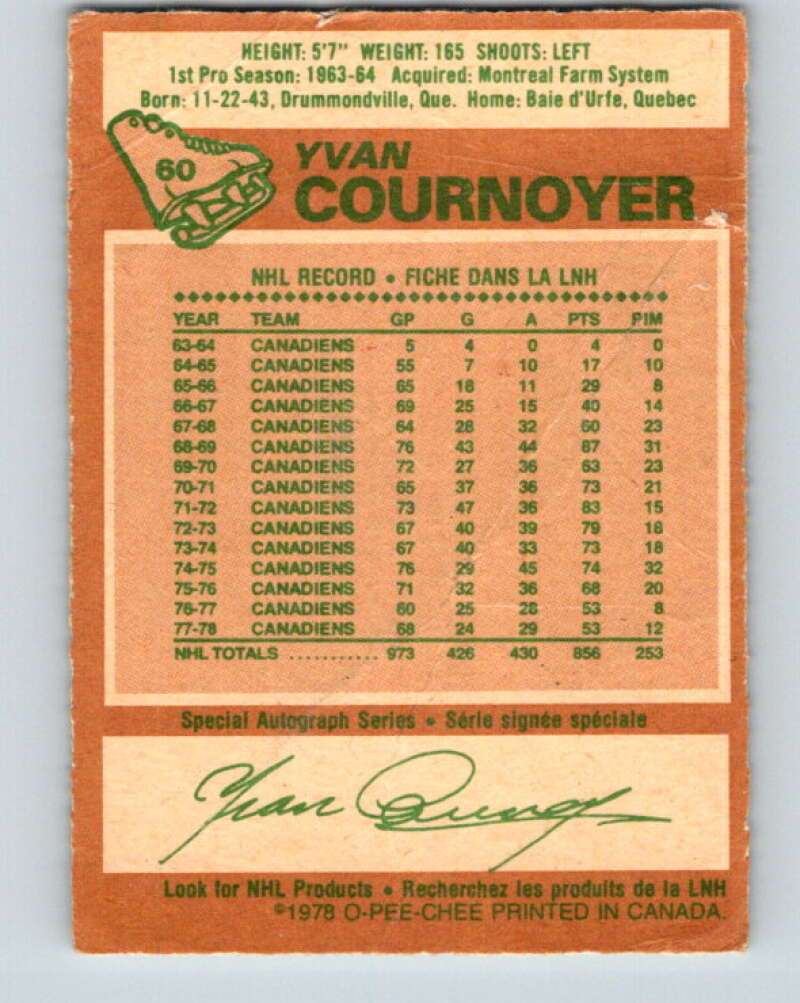 HEIGHT: 5'7" WEIGHT: 165 SHOOTS: LEFT
1st Pro Season: 1963-64 Acquired: Montreal Farm System
Born: 11-22-43, Drummondville, Que. Home: Baie d'Urfe, Quebec
60
YVAN
COURNOYER
NHL RECORD • FICHE DANS LA LNH
YEAR TEAM GP G A PTS PIM
63-64 CANADIENS 5 4 0 4 0
64-65 CANADIENS 55 7 10 17 10
65-66 CANADIENS 65 18 11 29 8
66-67 CANADIENS 69 25 15 40 14
67-68 CANADIENS 64 28 32 60 23
68-69 CANADIENS 76 43 44 87 31
69-70 CANADIENS 72 27 36 63 23
70-71 CANADIENS 65 37 36 73 21
71-72 CANADIENS 73 47 36 83 15
72-73 CANADIENS 67 40 39 79 18
73-74 CANADIENS 67 40 33 73 18
74-75 CANADIENS 76 29 45 74 32
75-76 CANADIENS 71 32 36 68 20
76-77 CANADIENS 60 25 28 53 8
77-78 CANADIENS 68 24 29 53 12
NHL TOTALS ............ 973 426 430 856 253
Special Autograph Series • Série signée spéciale
Yvan Cournoyer
Look for NHL Products • Recherchez les produits de la LNH
©1978 O-PEE-CHEE PRINTED IN CANADA.